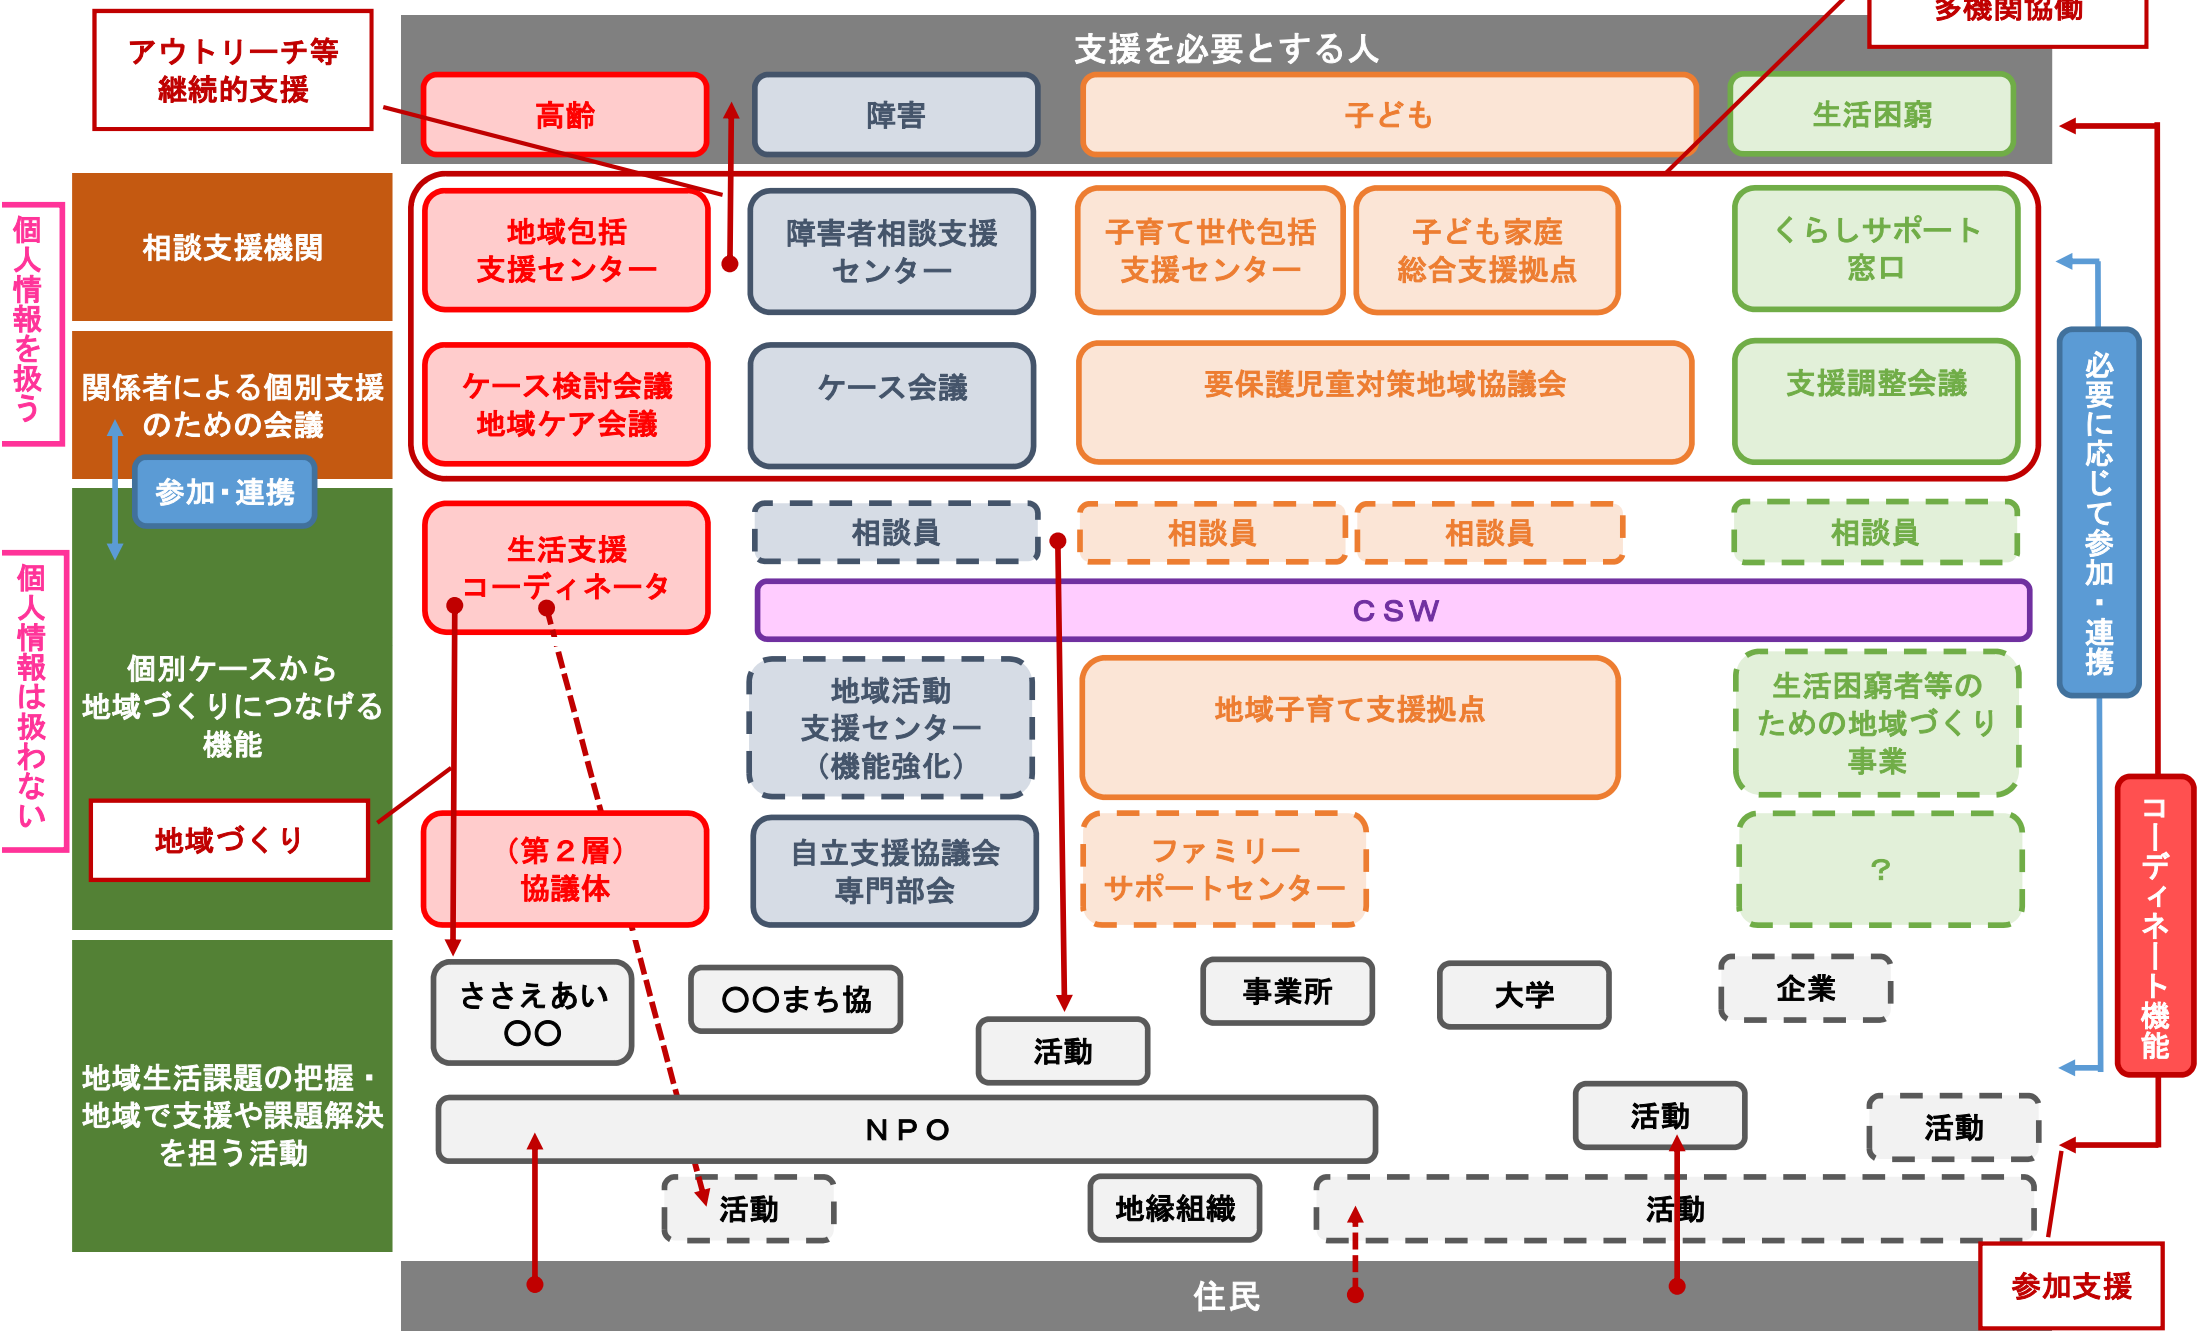 多機関協働
アウトリーチ等
継続的支援
支援を必要とする人
高齢
障害
子ども
生活困窮
個人情報を扱う
相談支援機関
地域包括
支援センター
障害者相談支援
センター
子育て世代包括
支援センター
子ども家庭
総合支援拠点
くらしサポート
窓口
関係者による個別支援
のための会議
ケース検討会議
地域ケア会議
ケース会議
要保護児童対策地域協議会
支援調整会議
必要に応じて参加・連携
参加・連携
個人情報は扱わない
個別ケースから
地域づくりにつなげる
機能
生活支援
コーディネータ
相談員
相談員
相談員
相談員
CSW
地域活動
支援センター
（機能強化）
地域子育て支援拠点
生活困窮者等の
ための地域づくり
事業
地域づくり
（第２層）
協議体
自立支援協議会
専門部会
ファミリー
サポートセンター
？
コーディネート機能
地域生活課題の把握・
地域で支援や課題解決
を担う活動
ささえあい
〇〇
〇〇まち協
活動
事業所
大学
企業
NPO
活動
活動
活動
地縁組織
活動
住民
参加支援